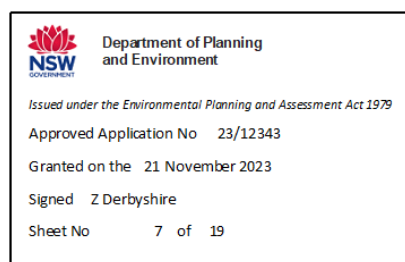 NSW
GOVERNMENT
Department of Planning
and Environment
Issued under the Environmental Planning and Assessment Act 1979
Approved Application No 23/12343
Granted on the 21 November 2023
Signed Z Derbyshire
Sheet No 7 of 19